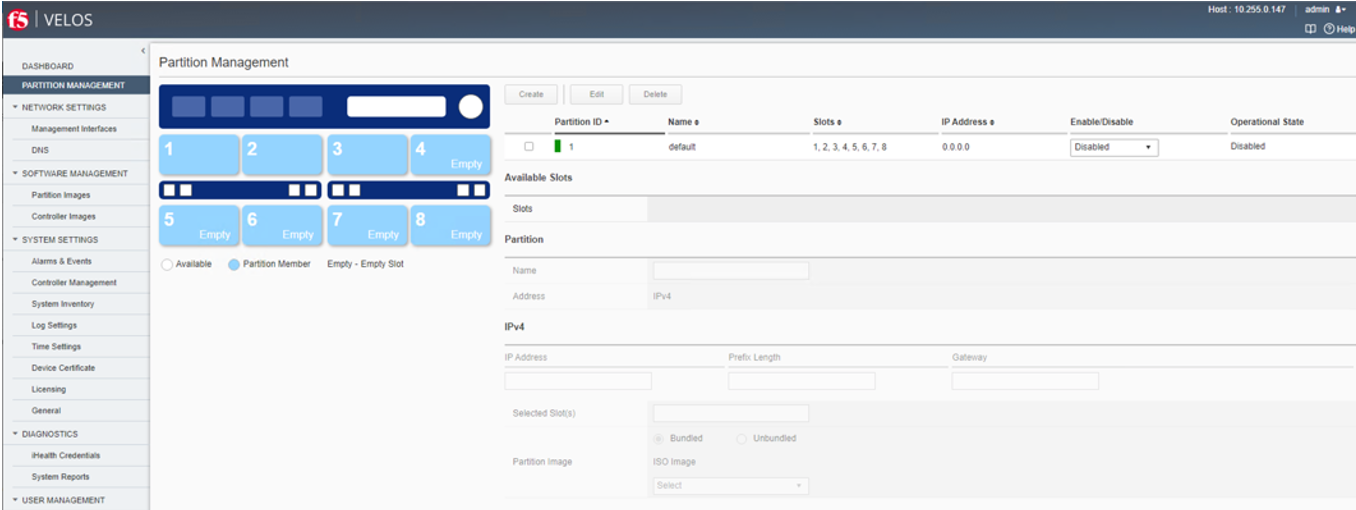 f5 VELOS
Host : 10.255.0.147 admin
Help
DASHBOARD
PARTITION MANAGEMENT
NETWORK SETTINGS
Management Interfaces
DNS
SOFTWARE MANAGEMENT
Partition Images
Controller Images
SYSTEM SETTINGS
Alarms & Events
Controller Management
System Inventory
Log Settings
Time Settings
Device Certificate
Licensing
General
DIAGNOSTICS
iHealth Credentials
System Reports
USER MANAGEMENT
Partition Management
1 2 3 4 Empty
5 Empty 6 Empty 7 Empty 8 Empty
Available Partition Member Empty - Empty Slot
Create Edit Delete
Partition ID Name Slots IP Address Enable/Disable Operational State
1 default 1, 2, 3, 4, 5, 6, 7, 8 0.0.0.0 Disabled Disabled
Available Slots
Slots
Partition
Name
Address IPv4
IPv4
IP Address Prefix Length Gateway
Selected Slot(s)
Bundled Unbundled
Partition Image ISO Image
Select